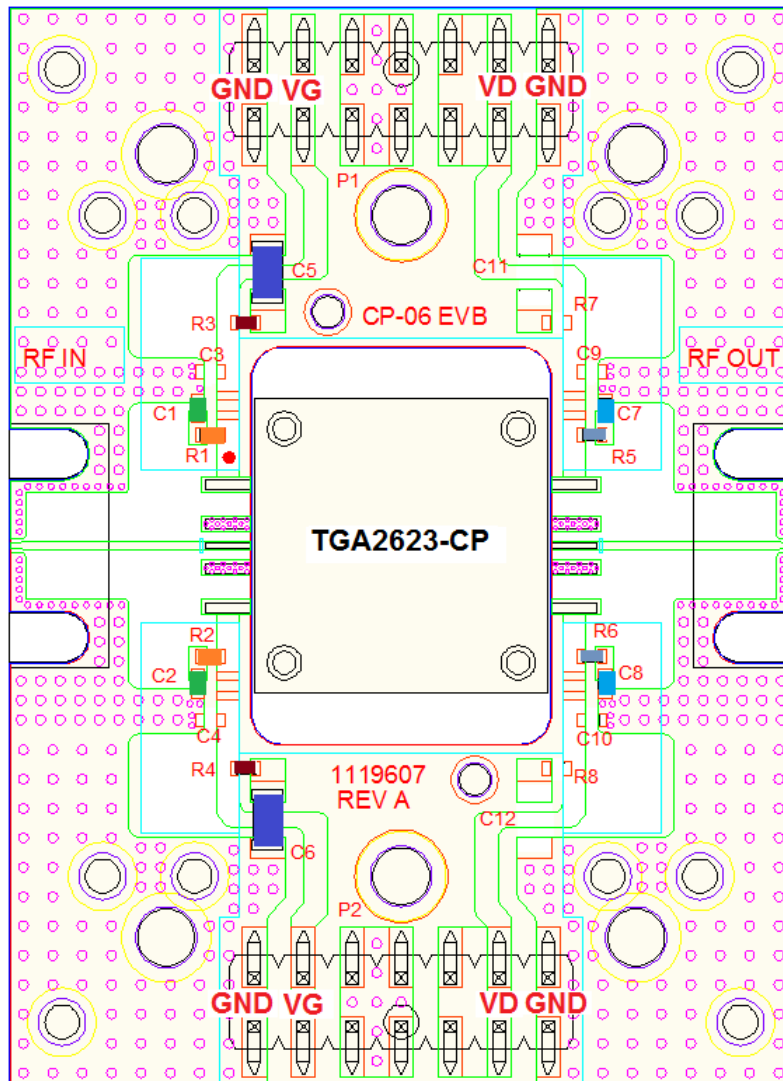 GND VG VD GND
P1
C5 C11
R3 CP-06 EVB R7
RF IN C3 C9 RF OUT
C1 C7
R1 R5
TGA2623-CP
R2 R6
C2 C8
C4 C10
R4 1119607 R8
REV A C12
C6
P2
GND VG VD GND